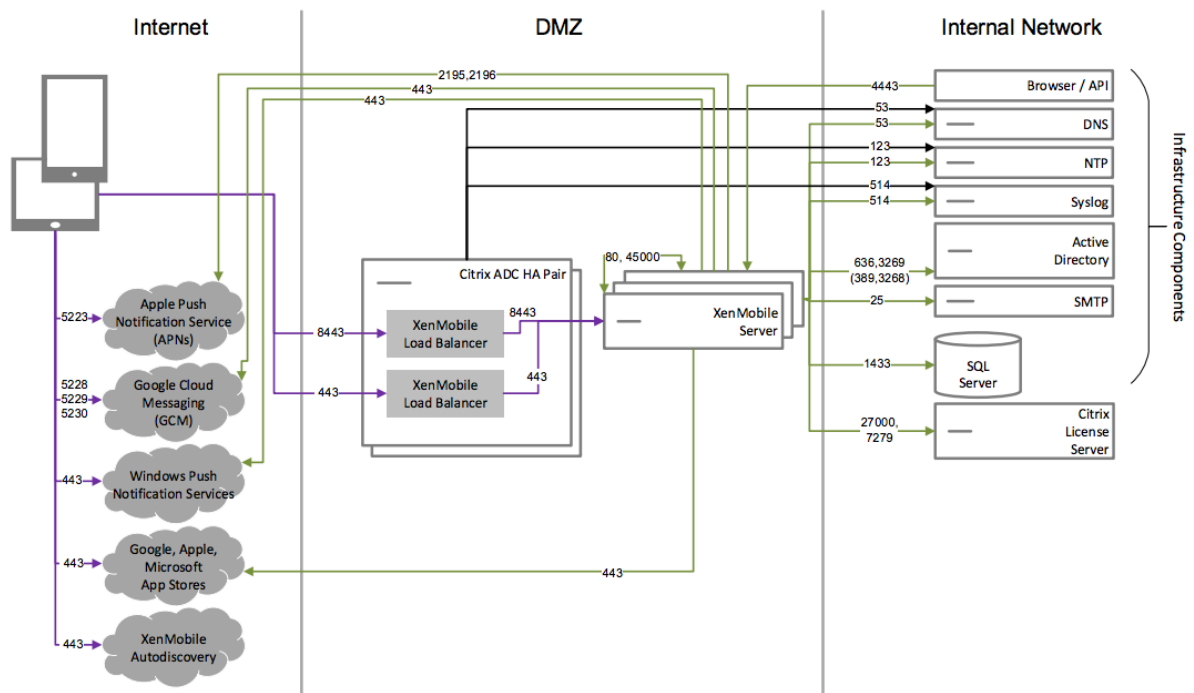 Internet
DMZ
Internal Network
2195,2196
443
443
4443
Browser / API
53
53
DNS
123
123
NTP
514
514
Syslog
636,3269
(389,3268)
Active
Directory
25
SMTP
1433
SQL
Server
27000,
7279
Citrix
License
Server
Infrastructure Components
Citrix ADC HA Pair
80, 45000
8443
XenMobile
Load Balancer
8443
443
XenMobile
Load Balancer
443
XenMobile
Server
443
5223
Apple Push
Notification Service
(APNs)
5228
5229
5230
Google Cloud
Messaging
(GCM)
443
Windows Push
Notification Services
443
Google, Apple,
Microsoft
App Stores
443
XenMobile
Autodiscovery